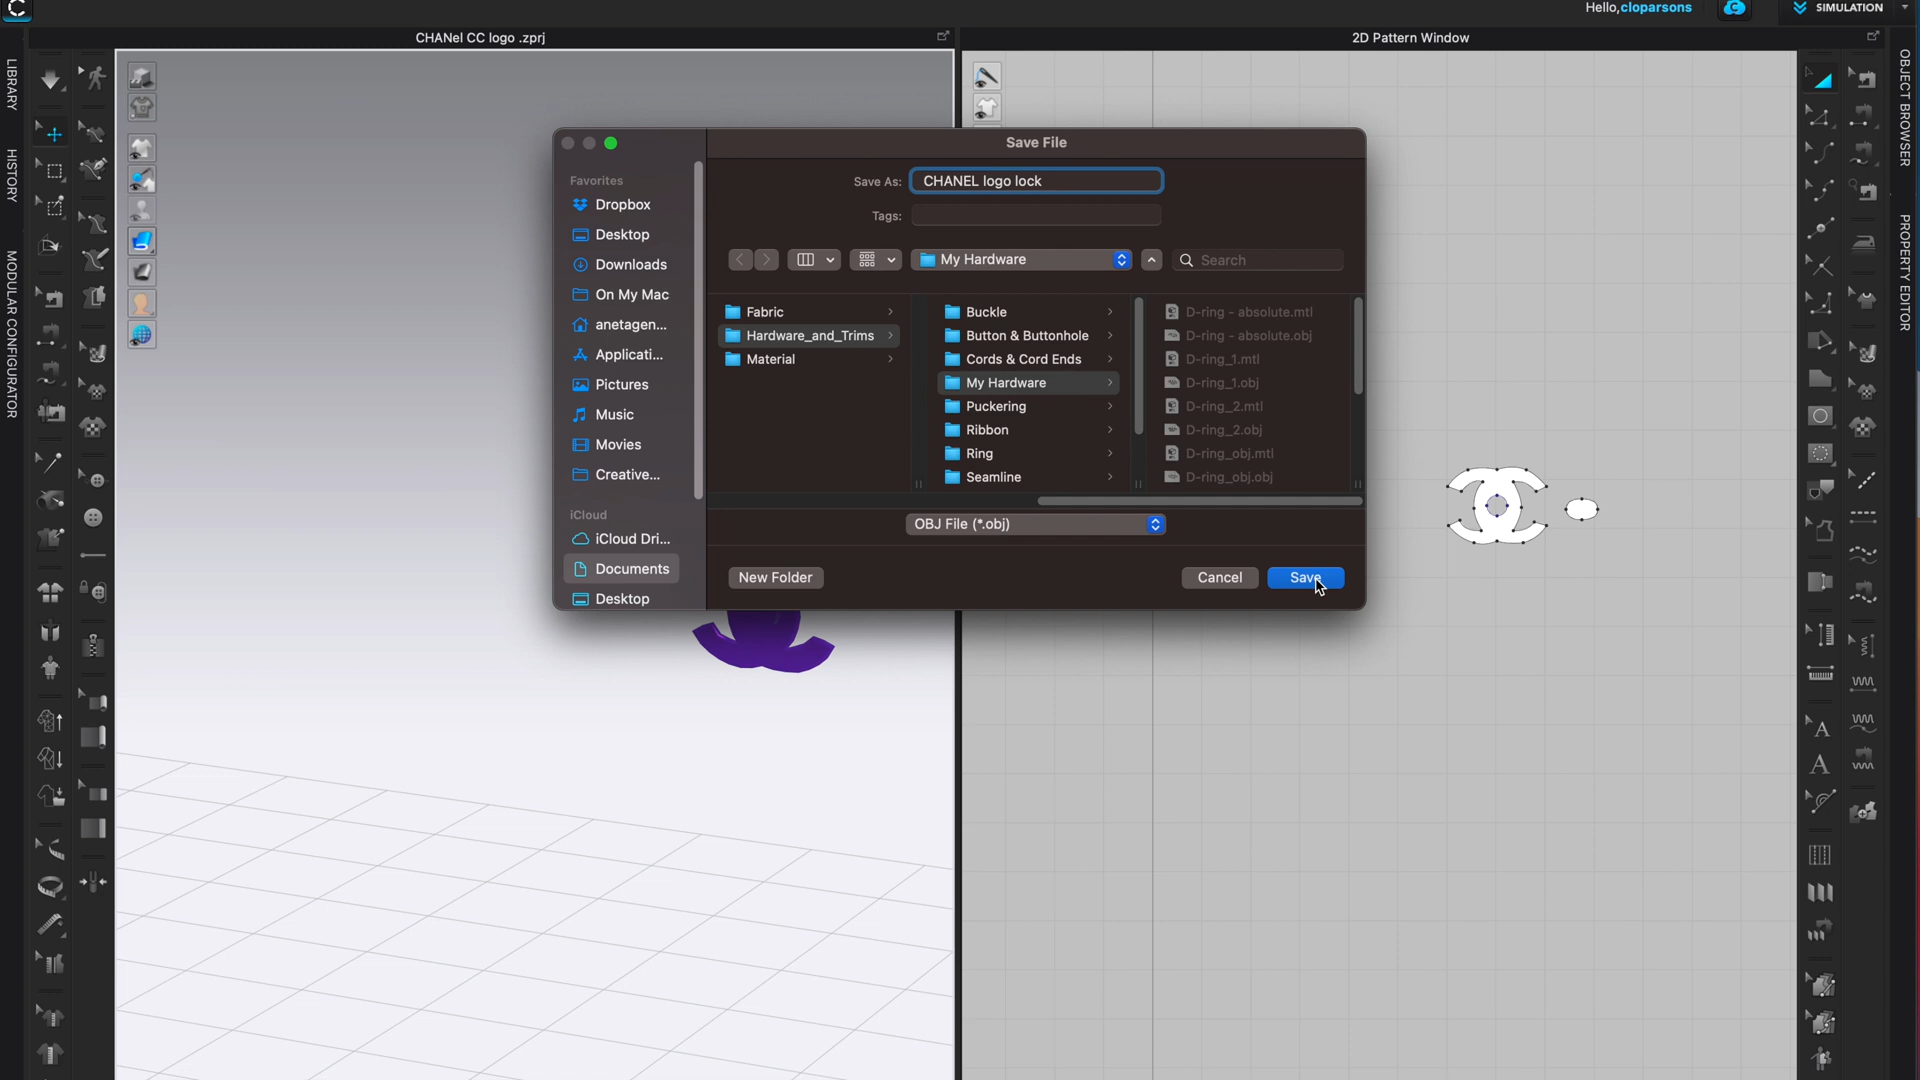 Hello,cloparsons
SIMULATION
CHANel CC logo .zprj
2D Pattern Window
LIBRARY
HISTORY
MODULAR CONFIGURATOR
OBJECT BROWSER
PROPERTY EDITOR
Save File
Save As: CHANEL logo lock
Tags:
My Hardware
Search
Favorites
Dropbox
Desktop
Downloads
On My Mac
anetagen...
Applicati...
Pictures
Music
Movies
Creative...
iCloud
iCloud Dri...
Documents
Desktop
Fabric
Hardware_and_Trims
Material
Buckle
Button & Buttonhole
Cords & Cord Ends
My Hardware
Puckering
Ribbon
Ring
Seamline
D-ring - absolute.mtl
D-ring - absolute.obj
D-ring_1.mtl
D-ring_1.obj
D-ring_2.mtl
D-ring_2.obj
D-ring_obj.mtl
D-ring_obj.obj
OBJ File (*.obj)
New Folder
Cancel
Save